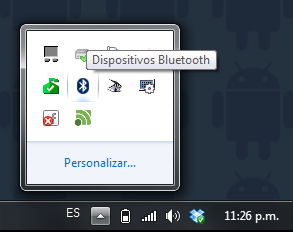 Dispositivos Bluetooth
Personalizar...
ES
11:26 p.m.